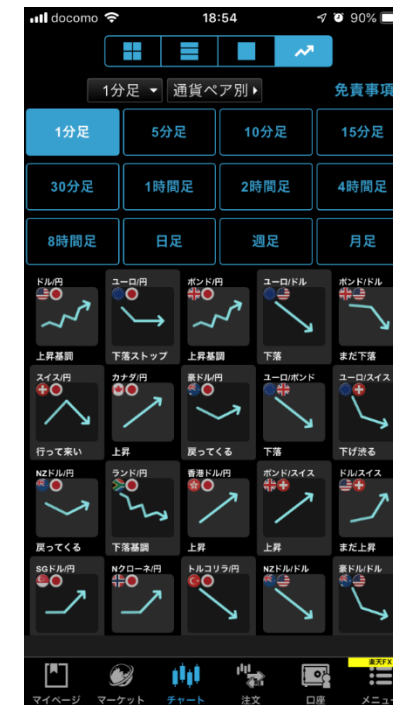 docomo 18:54 90%
1分足 通貨ペア別 免責事項
1分足 5分足 10分足 15分足
30分足 1時間足 2時間足 4時間足
8時間足 日足 週足 月足
ドル/円 ユーロ/円 ポンド/円 ユーロ/ドル ポンド/ドル
上昇基調 下落ストップ 上昇基調 下落 まだ下落
スイス/円 カナダ/円 豪ドル/円 ユーロ/ポンド ユーロ/スイス
行って来い 上昇 戻ってくる 下落 下げ渋る
NZドル/円 ランド/円 香港ドル/円 ポンド/スイス ドル/スイス
戻ってくる 下落基調 上昇 上昇 まだ上昇
SGドル/円 Nクローネ/円 トルコリラ/円 NZドル/ドル 豪ドル/ドル
楽天FX
マイページ マーケット チャート 注文 口座 メニュー